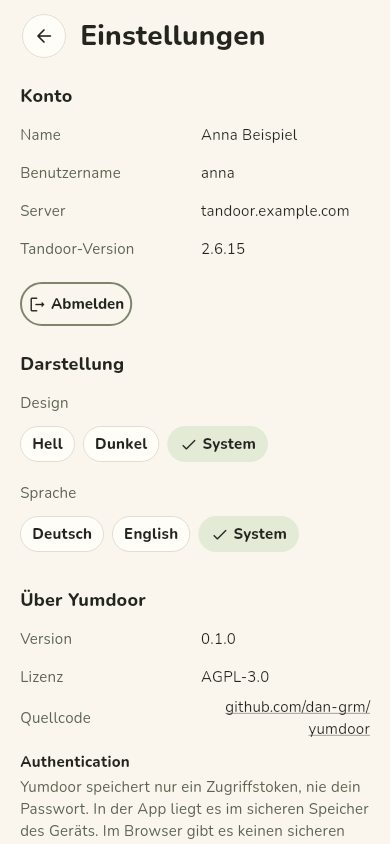 Einstellungen
Konto
Name Anna Beispiel
Benutzername anna
Server tandoor.example.com
Tandoor-Version 2.6.15
Abmelden
Darstellung
Design
Hell Dunkel System
Sprache
Deutsch English System
Über Yumdoor
Version 0.1.0
Lizenz AGPL-3.0
Quellcode github.com/dan-grm/
yumdoor
Authentication
Yumdoor speichert nur ein Zugriffstoken, nie dein
Passwort. In der App liegt es im sicheren Speicher
des Geräts. Im Browser gibt es keinen sicheren